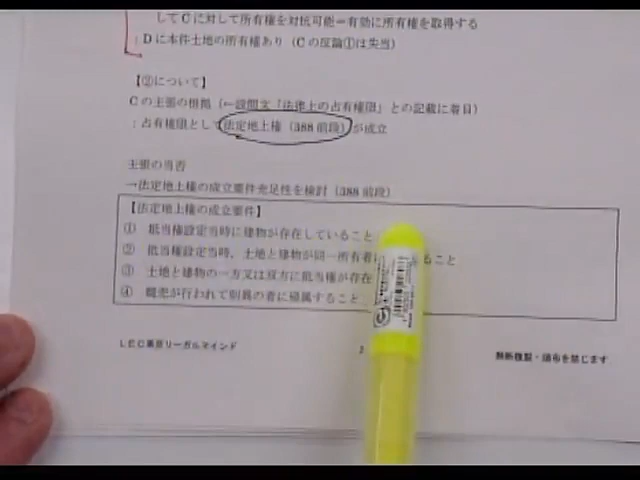 してCに対して所有権を対抗可能=有効に所有権を取得する
∴Dに本件土地の所有権あり（Cの反論①は失当）
【②について】
Cの主張の根拠（←設問文「法律上の占有権限」との記載に着目）
：占有権限として法定地上権（388前段）が成立
主張の当否
→法定地上権の成立要件充足性を検討（388前段）
【法定地上権の成立要件】
① 抵当権設定当時に建物が存在していること
② 抵当権設定当時、土地と建物が同一所有者に ること
③ 土地と建物の一方又は双方に抵当権が存在
④ 競売が行われて別異の者に帰属すること
LEC東京リーガルマインド
2
無断複製・頒布を禁じます